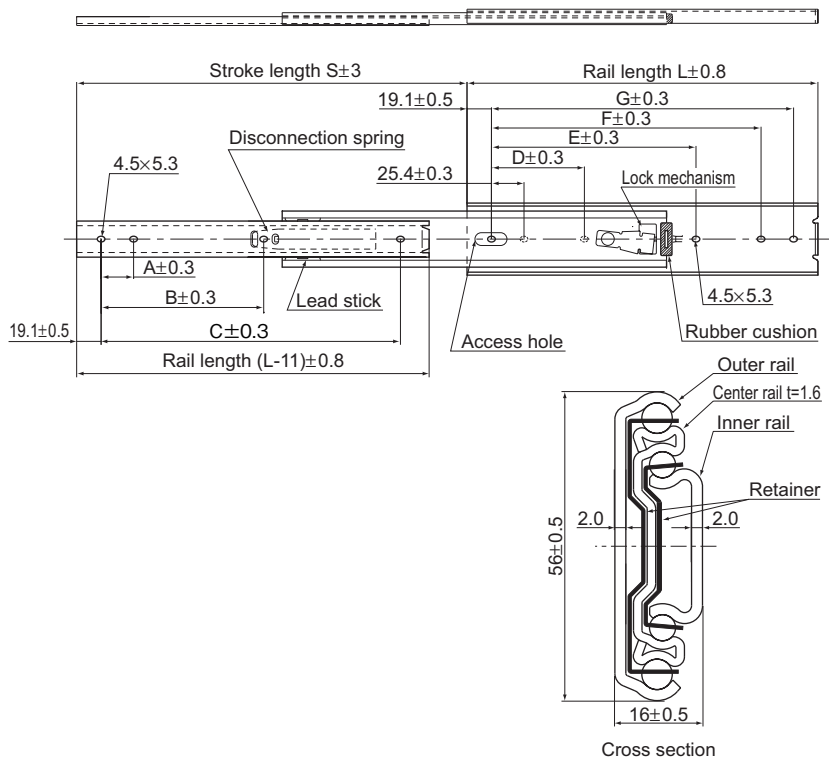 Stroke length S±3
Rail length L±0.8
19.1±0.5
G±0.3
F±0.3
E±0.3
Disconnection spring
D±0.3
4.5×5.3
25.4±0.3
Lock mechanism
A±0.3
Lead stick
B±0.3
4.5×5.3
19.1±0.5
C±0.3
Access hole
Rubber cushion
Rail length (L-11)±0.8
Outer rail
Center rail t=1.6
Inner rail
Retainer
2.0
2.0
56±0.5
16±0.5
Cross section